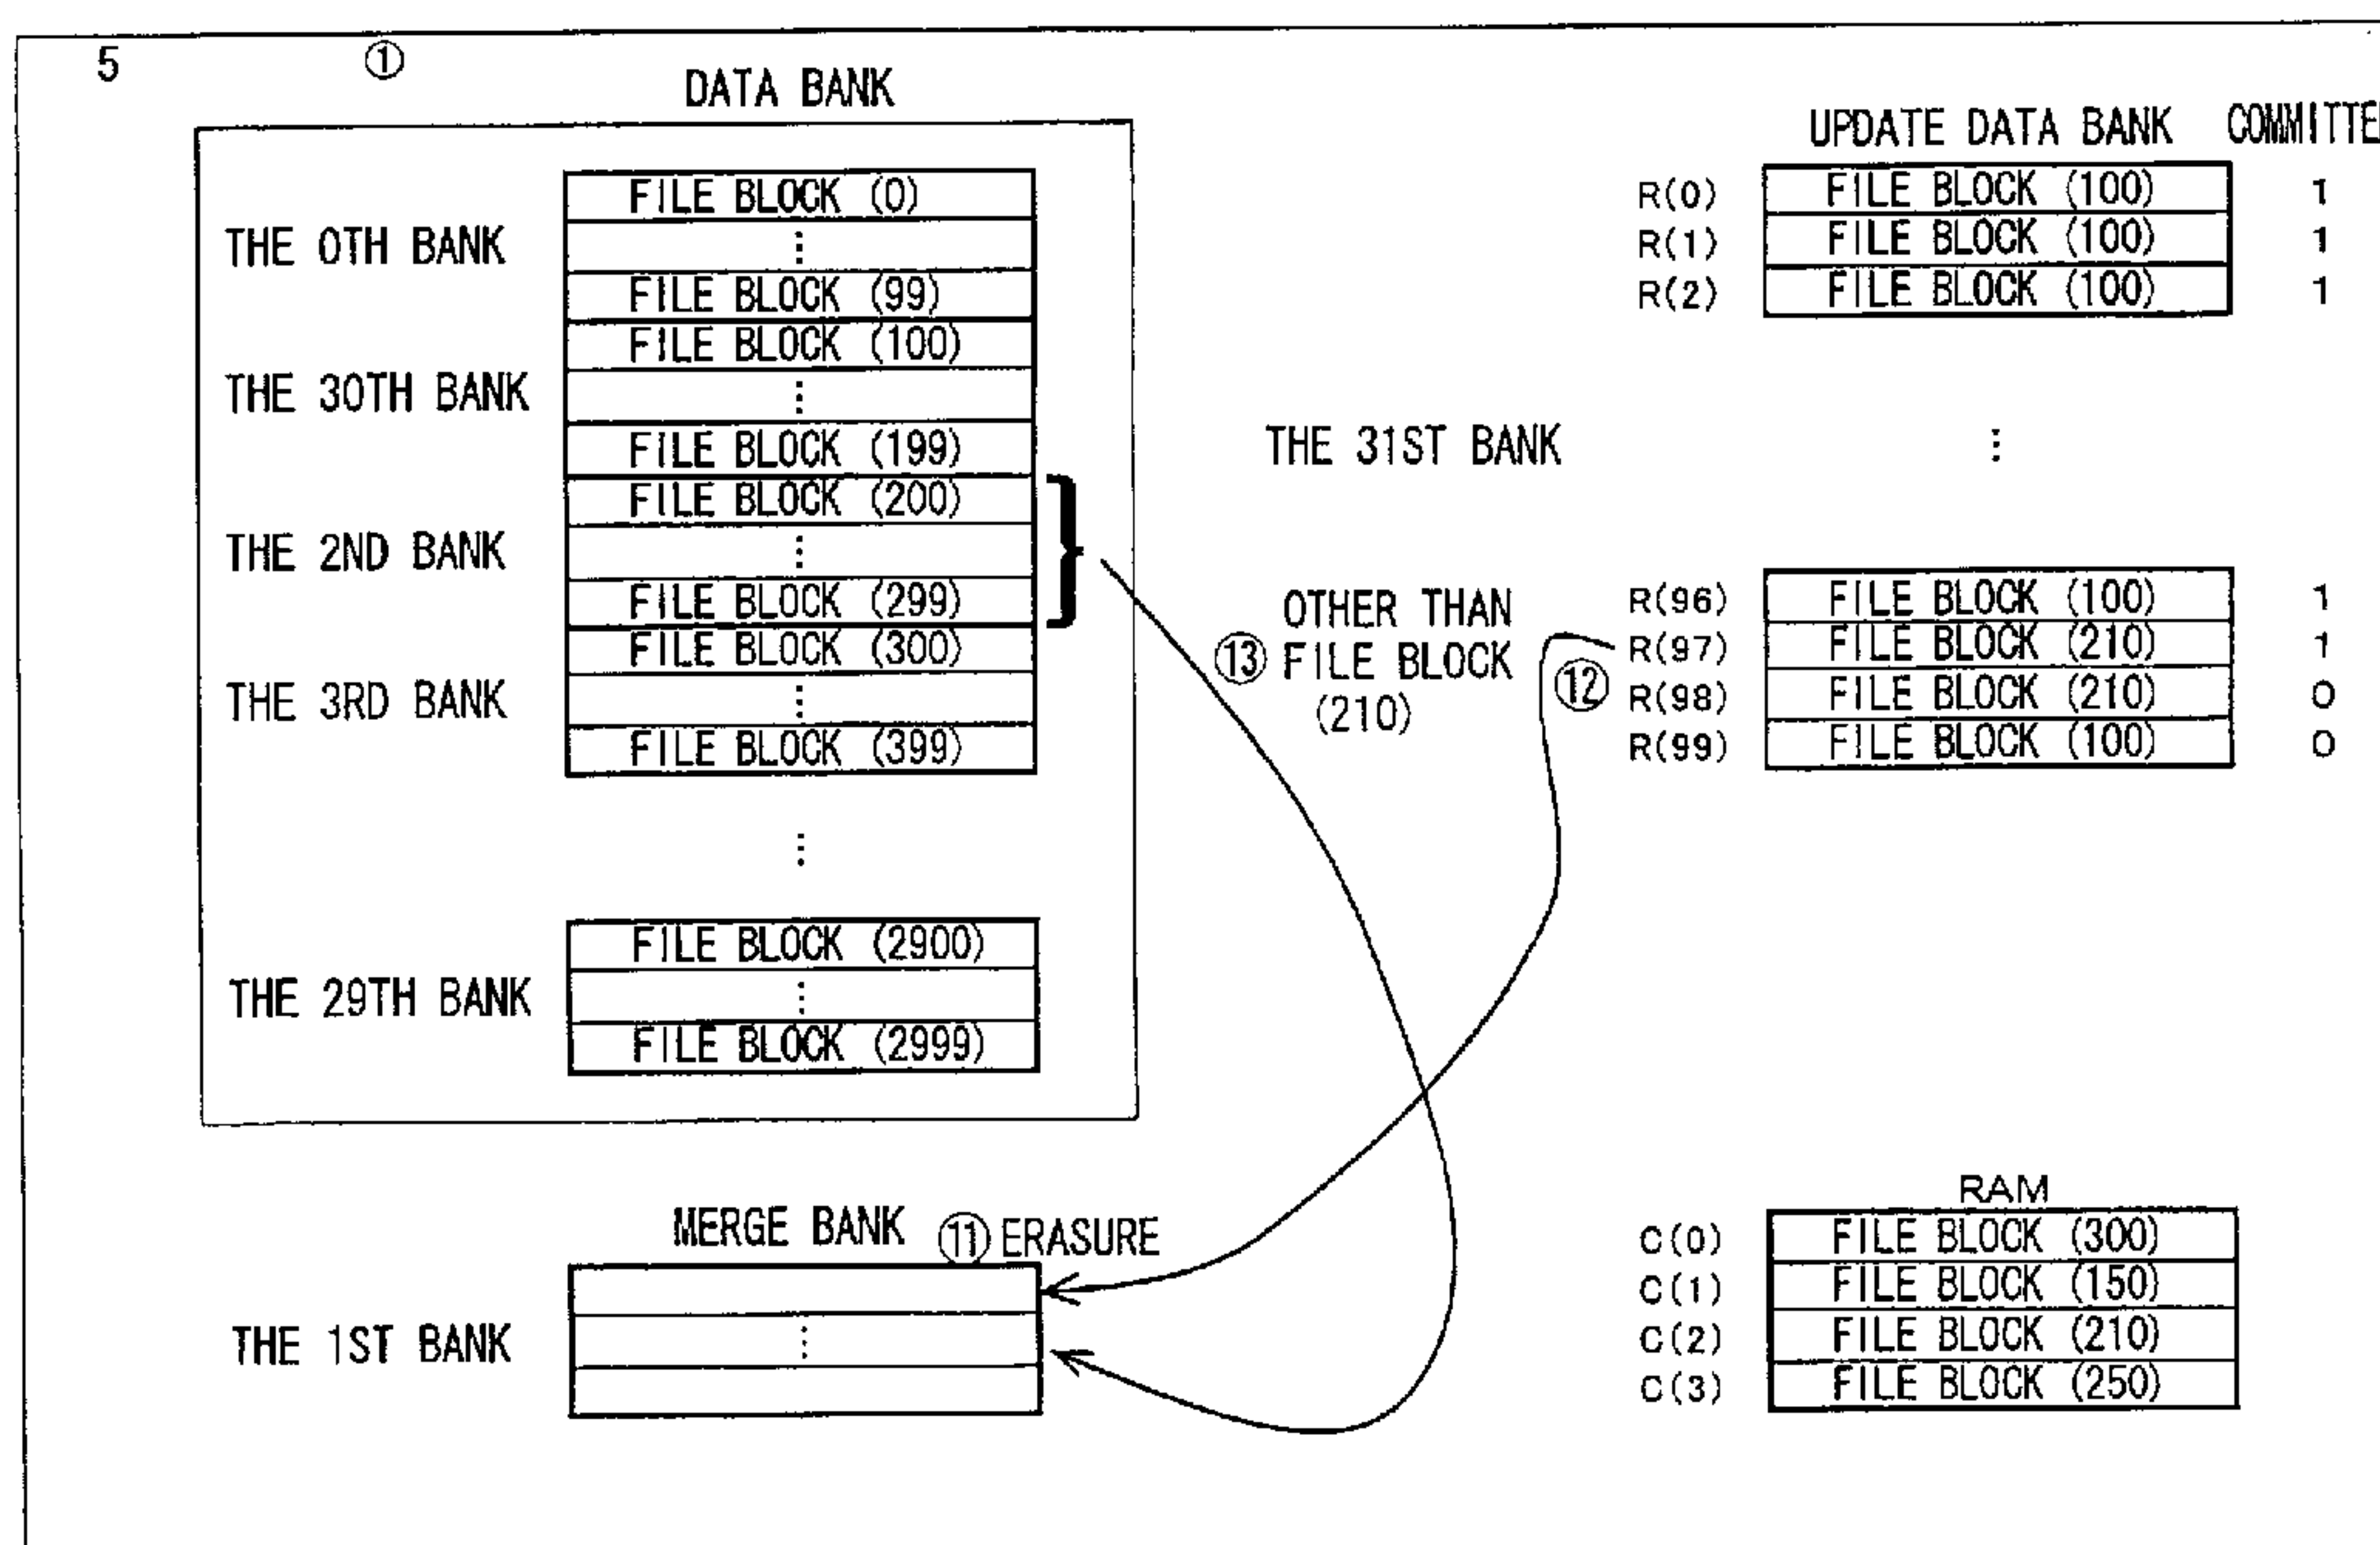 5 ①
DATA BANK
FILE BLOCK (0)
THE 0TH BANK ⋮
FILE BLOCK (99)
FILE BLOCK (100)
THE 30TH BANK ⋮
FILE BLOCK (199)
FILE BLOCK (200)
THE 2ND BANK ⋮
FILE BLOCK (299)
FILE BLOCK (300)
THE 3RD BANK ⋮
FILE BLOCK (399)
⋮
FILE BLOCK (2900)
THE 29TH BANK ⋮
FILE BLOCK (2999)
MERGE BANK ⑪ ERASURE
THE 1ST BANK ⋮
UPDATE DATA BANK COMMITTE
R(0) FILE BLOCK (100) 1
R(1) FILE BLOCK (100) 1
R(2) FILE BLOCK (100) 1
THE 31ST BANK ⋮
OTHER THAN
⑬ FILE BLOCK
(210)
⑫
R(96) FILE BLOCK (100) 1
R(97) FILE BLOCK (210) 1
R(98) FILE BLOCK (210) 0
R(99) FILE BLOCK (100) 0
RAM
C(0) FILE BLOCK (300)
C(1) FILE BLOCK (150)
C(2) FILE BLOCK (210)
C(3) FILE BLOCK (250)